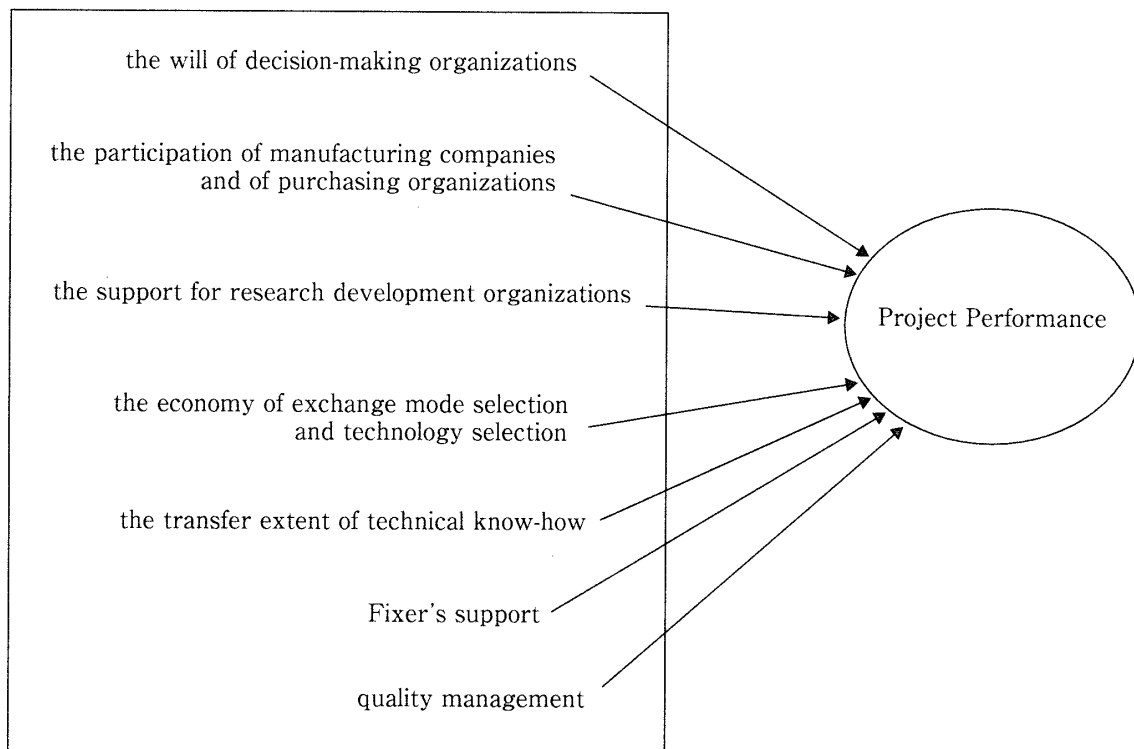 the will of decision-making organizations
the participation of manufacturing companies
and of purchasing organizations
the support for research development organizations
Project Performance
the economy of exchange mode selection
and technology selection
the transfer extent of technical know-how
Fixer's support
quality management